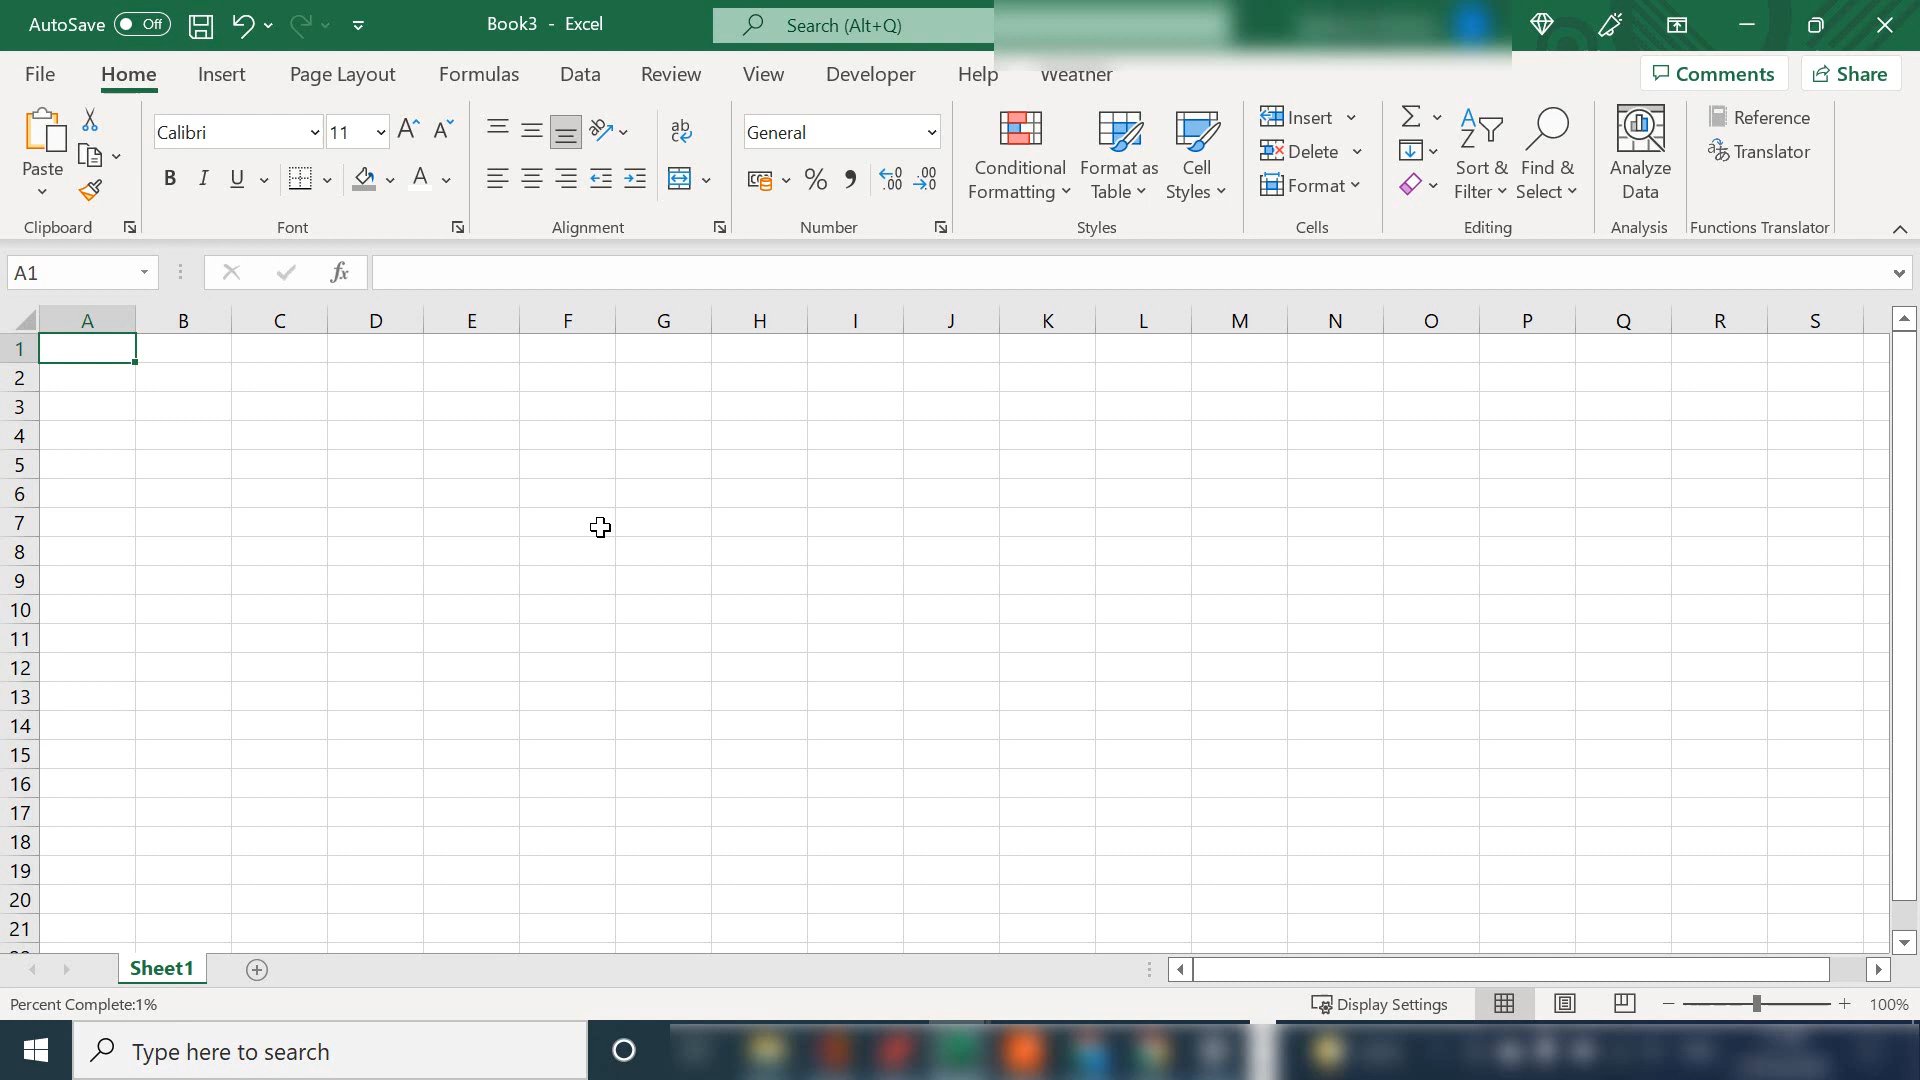 AutoSave Off Book3 - Excel Search (Alt+Q)
File Home Insert Page Layout Formulas Data Review View Developer Help Weather Comments Share
Paste
Clipboard
Calibri 11
B I U A
Font
ab
Alignment
General
% 9
Number
Conditional Formatting
Format as Table
Cell Styles
Styles
Insert
Delete
Format
Cells
Sort & Filter
Find & Select
Editing
Analyze Data
Analysis
Reference
Translator
Functions Translator
A1 fx
A B C D E F G H I J K L M N O P Q R S
1
2
3
4
5
6
7
8
9
10
11
12
13
14
15
16
17
18
19
20
21
Sheet1
Percent Complete:1% Display Settings 100%
Type here to search